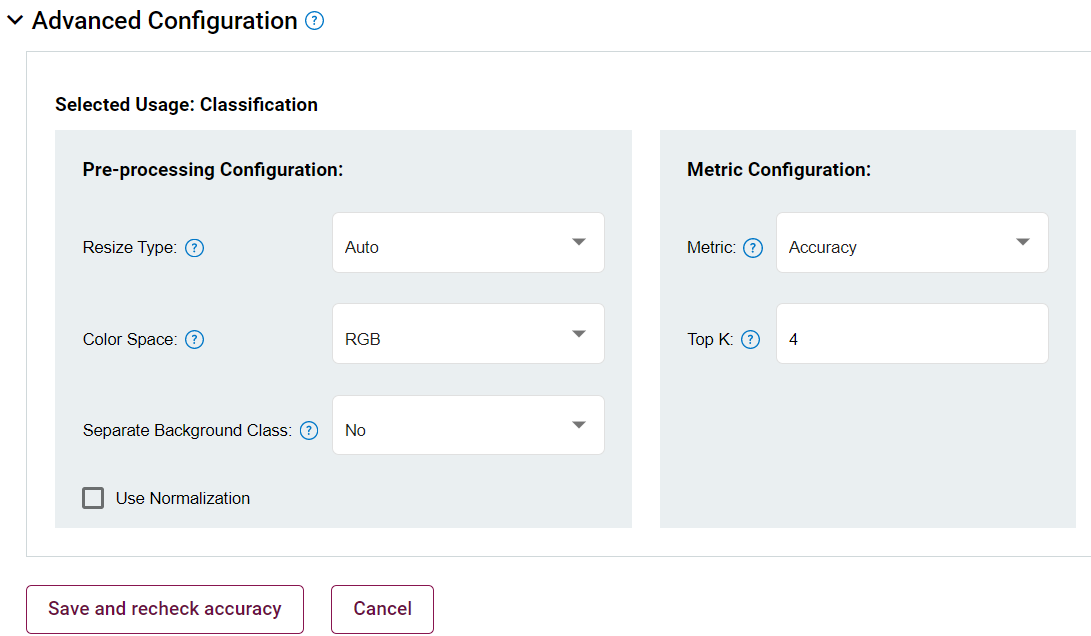 Advanced Configuration ?
Selected Usage: Classification
Pre-processing Configuration:
Resize Type: ? Auto
Color Space: ? RGB
Separate Background Class: ? No
Use Normalization
Metric Configuration:
Metric: ? Accuracy
Top K: ? 4
Save and recheck accuracy Cancel